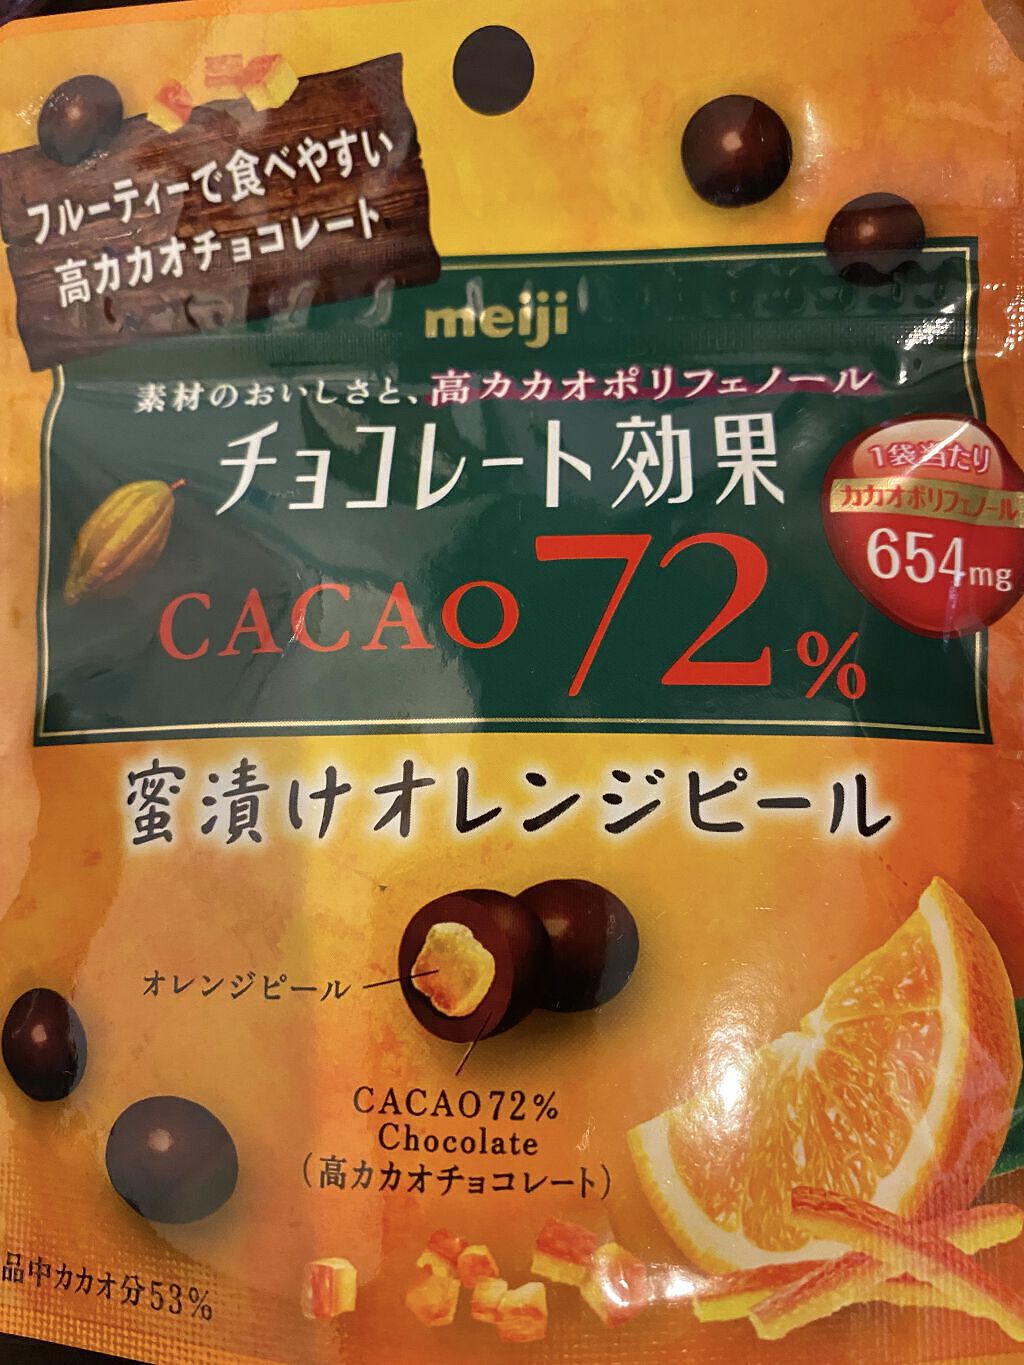 フルーティーで食べやすい
高カカオチョコレート
meiji
素材のおいしさと、高カカオポリフェノール
チョコレート効果
CACAO 72%
1袋当たり
カカオポリフェノール
654mg
蜜漬けオレンジピール
オレンジピール
CACAO 72%
Chocolate
(高カカオチョコレート)
品中カカオ分53%